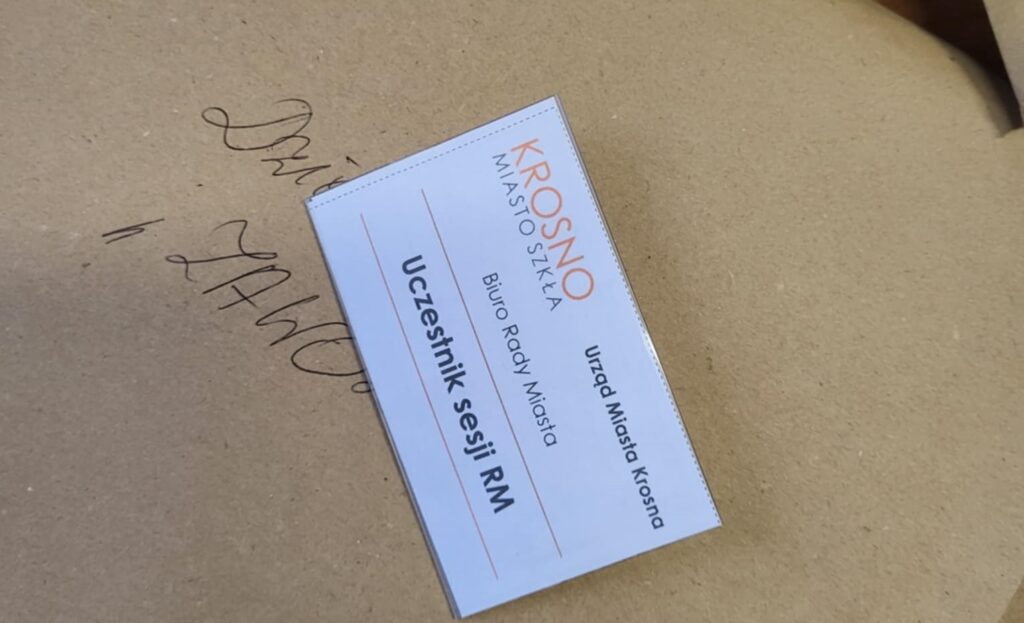 KROSNO
MIASTO SZKŁA
Urząd Miasta Krosna
Biuro Rady Miasta
Uczestnik sesji RM